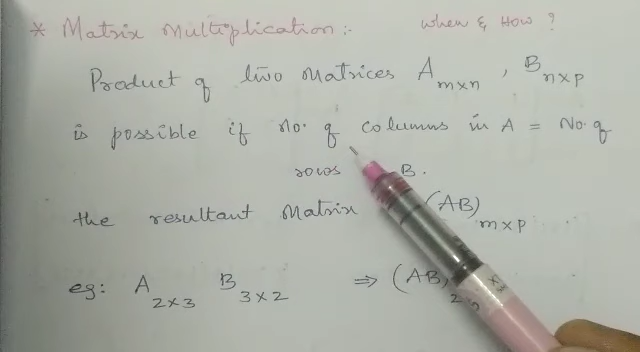 * Matrix Multiplication :- When & How ?
Product of two Matrices A m×n , B n×p
is possible if No. of columns in A = No. of
rows B.
the resultant Matrix (AB) m×p
eg: A 2×3 B 3×2 ⇒ (AB) 2